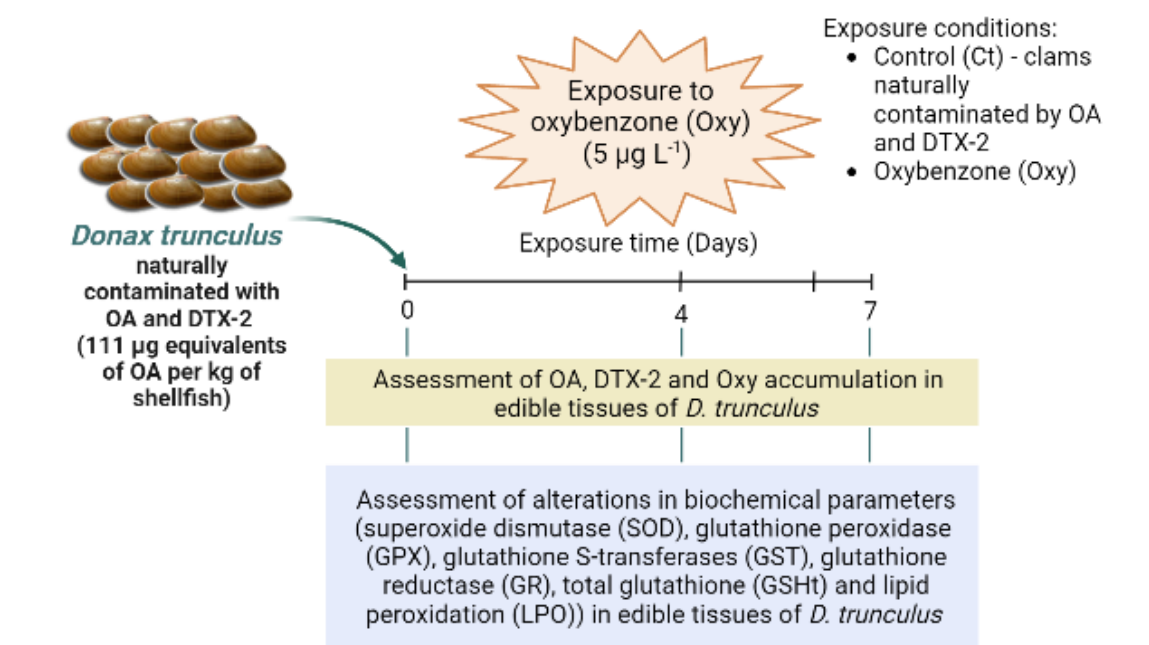 Exposure conditions:
• Control (Ct) - clams
naturally
contaminated by OA
and DTX-2
• Oxybenzone (Oxy)
Exposure to
oxybenzone (Oxy)
(5 µg L⁻¹)
Donax trunculus
naturally
contaminated with
OA and DTX-2
(111 µg equivalents
of OA per kg of
shellfish)
Exposure time (Days)
0 4 7
Assessment of OA, DTX-2 and Oxy accumulation in
edible tissues of D. trunculus
Assessment of alterations in biochemical parameters
(superoxide dismutase (SOD), glutathione peroxidase
(GPX), glutathione S-transferases (GST), glutathione
reductase (GR), total glutathione (GSHt) and lipid
peroxidation (LPO)) in edible tissues of D. trunculus